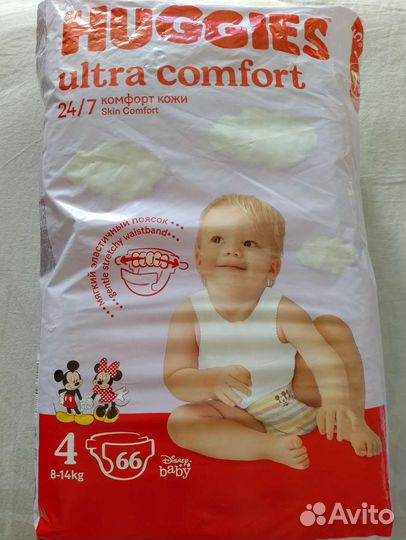 HUGGIES
ultra comfort
24/7 комфорт кожи
Skin Comfort
мягкий эластичный поясок
gentle stretchy waistband
4
8-14kg
66
Disney
baby
Avito